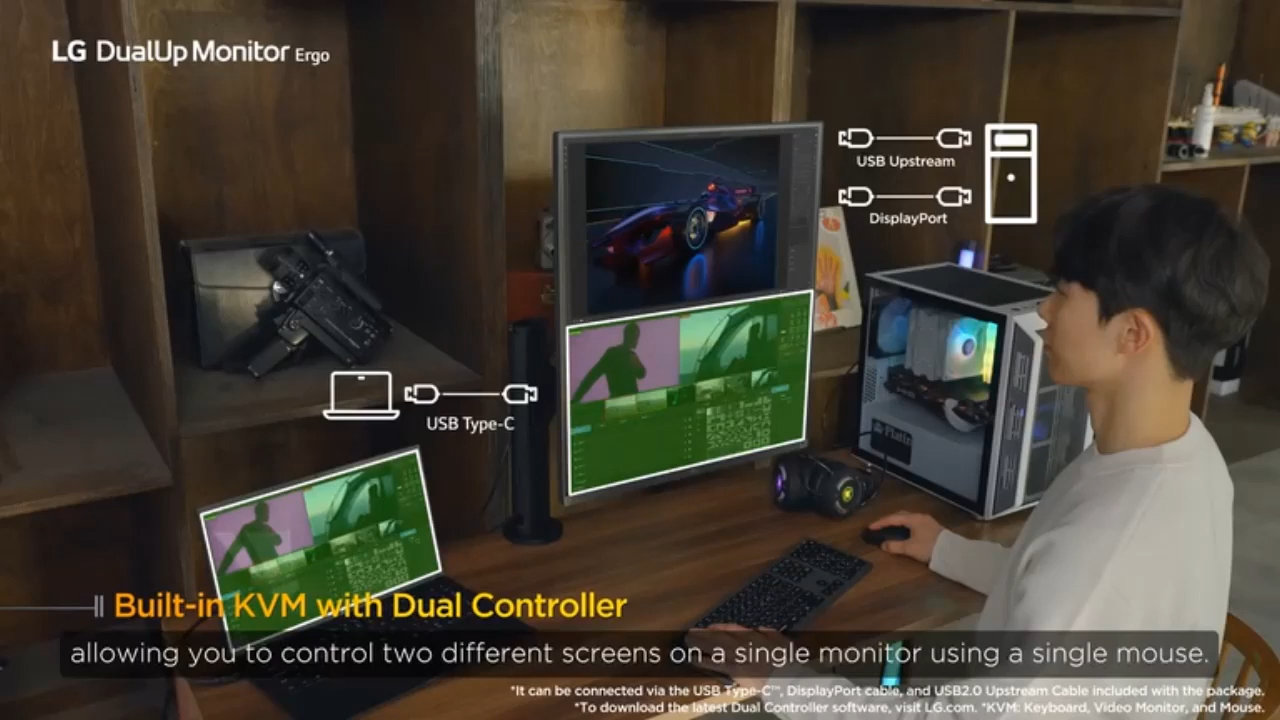 LG DualUp Monitor Ergo
USB Upstream
DisplayPort
USB Type-C
Platin
Built-in KVM with Dual Controller
allowing you to control two different screens on a single monitor using a single mouse.
*It can be connected via the USB Type-C™, DisplayPort cable, and USB2.0 Upstream Cable included with the package.
*To download the latest Dual Controller software, visit LG.com. *KVM: Keyboard, Video Monitor, and Mouse.